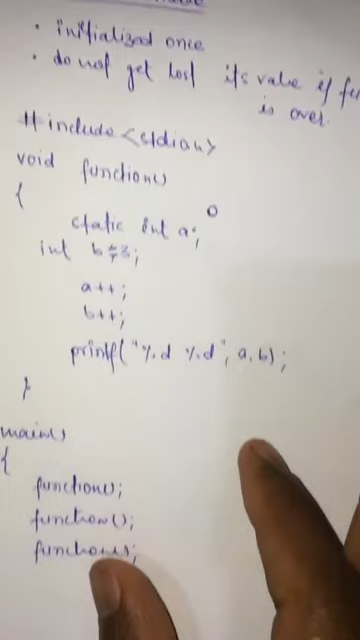 • initialized once
• do not get lost its value if
is over.
#include<stdio.h>
void function()
{
static int a; 0
int b=3;
a++;
b++;
printf("%d %d", a,b);
}
main()
{
function();
function();
function();